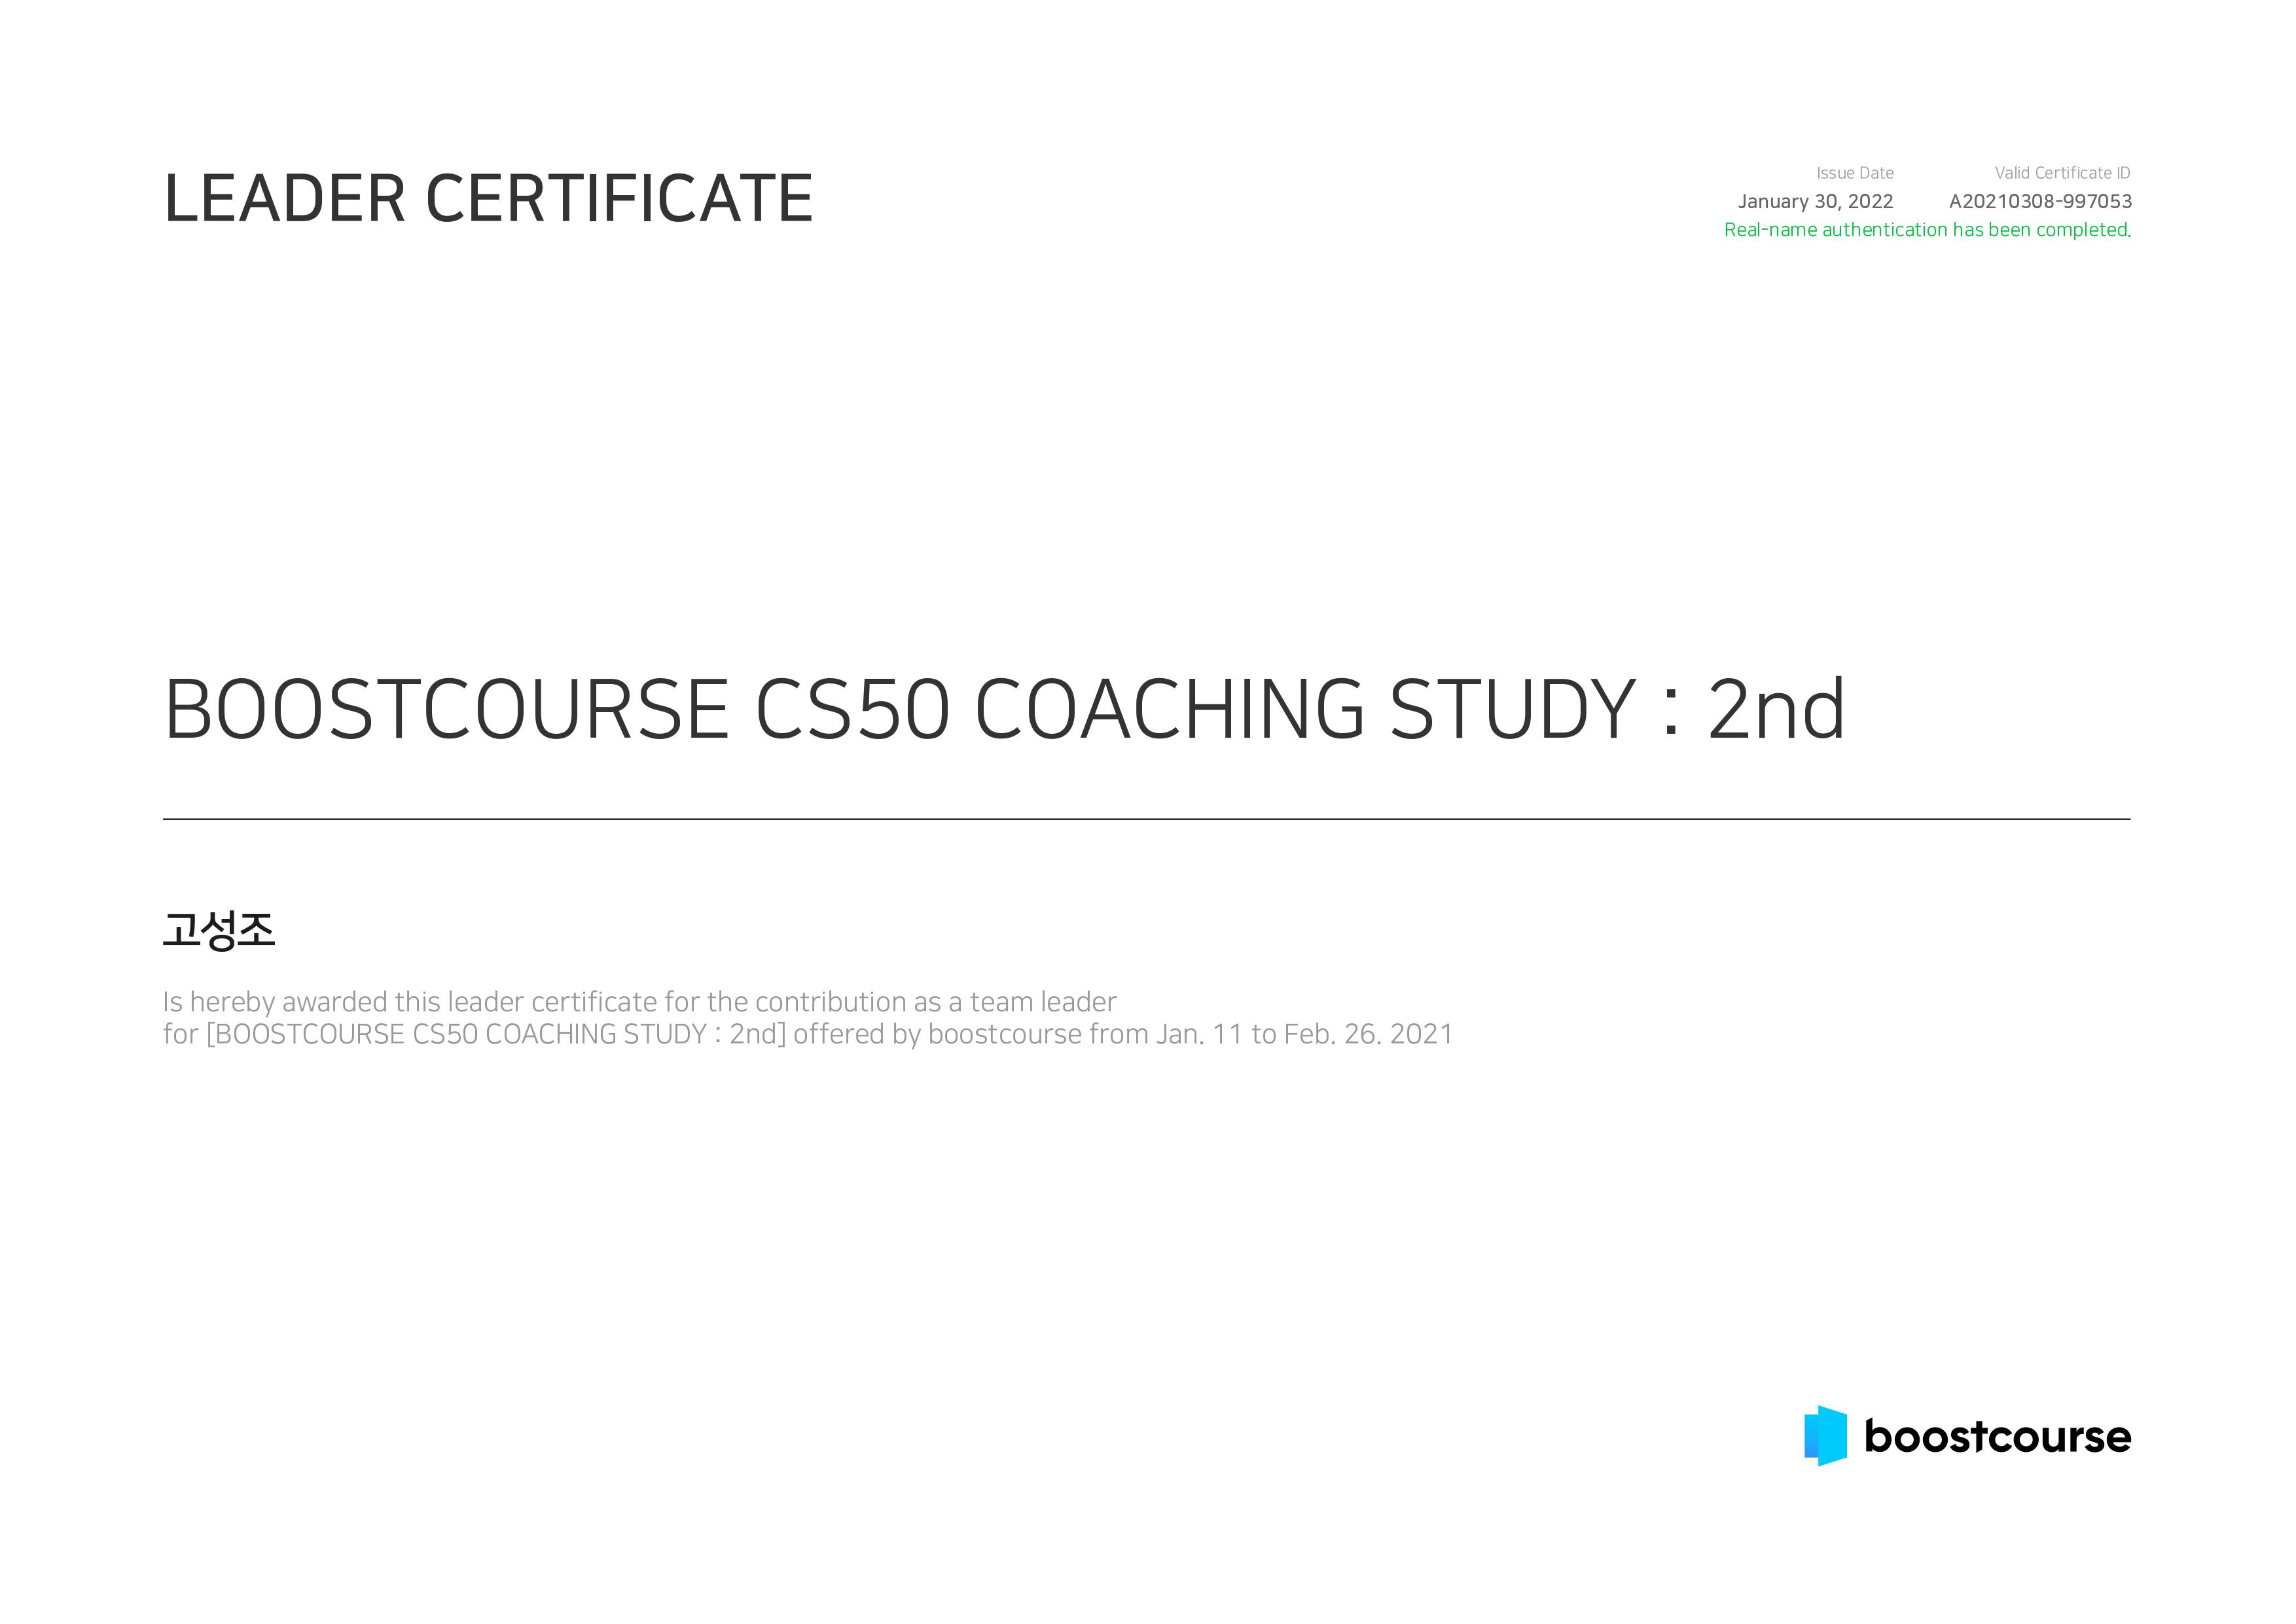 LEADER CERTIFICATE
Issue Date
January 30, 2022
Valid Certificate ID
A20210308-997053
Real-name authentication has been completed.
BOOSTCOURSE CS50 COACHING STUDY : 2nd
고성조
Is hereby awarded this leader certificate for the contribution as a team leader
for [BOOSTCOURSE CS50 COACHING STUDY : 2nd] offered by boostcourse from Jan. 11 to Feb. 26. 2021
boostcourse